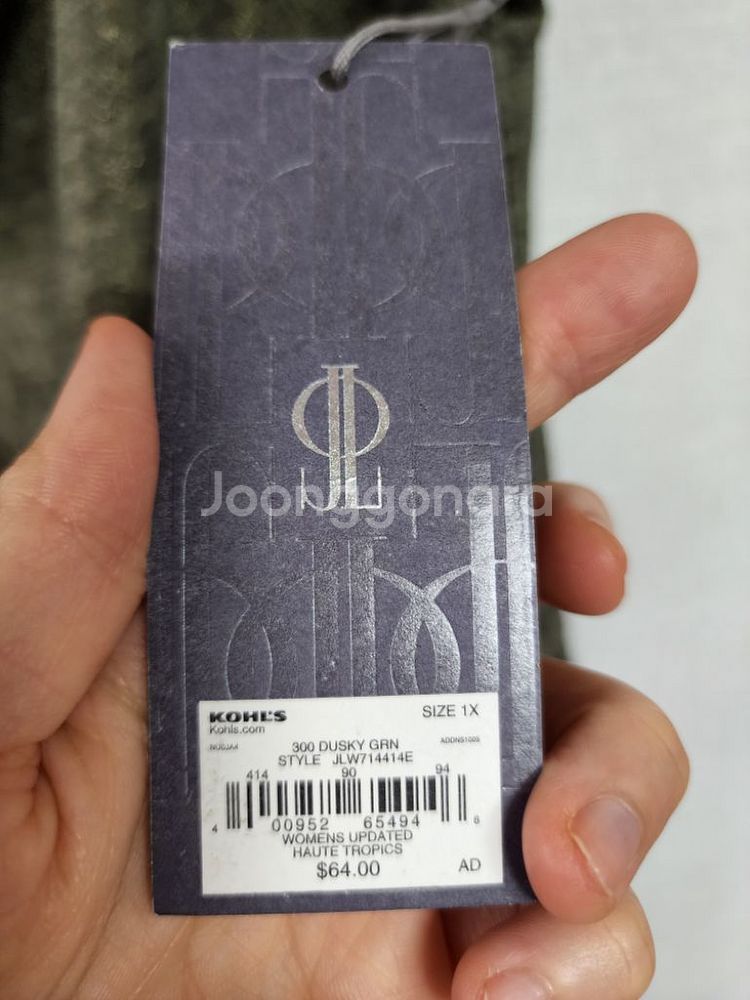 JL
Joonggonara
KOHL'S SIZE 1X
Kohls.com
300 DUSKY GRN
STYLE JLW714414E
414 90 94
4 00952 65494 6
WOMENS UPDATED
HAUTE TROPICS
$64.00 AD